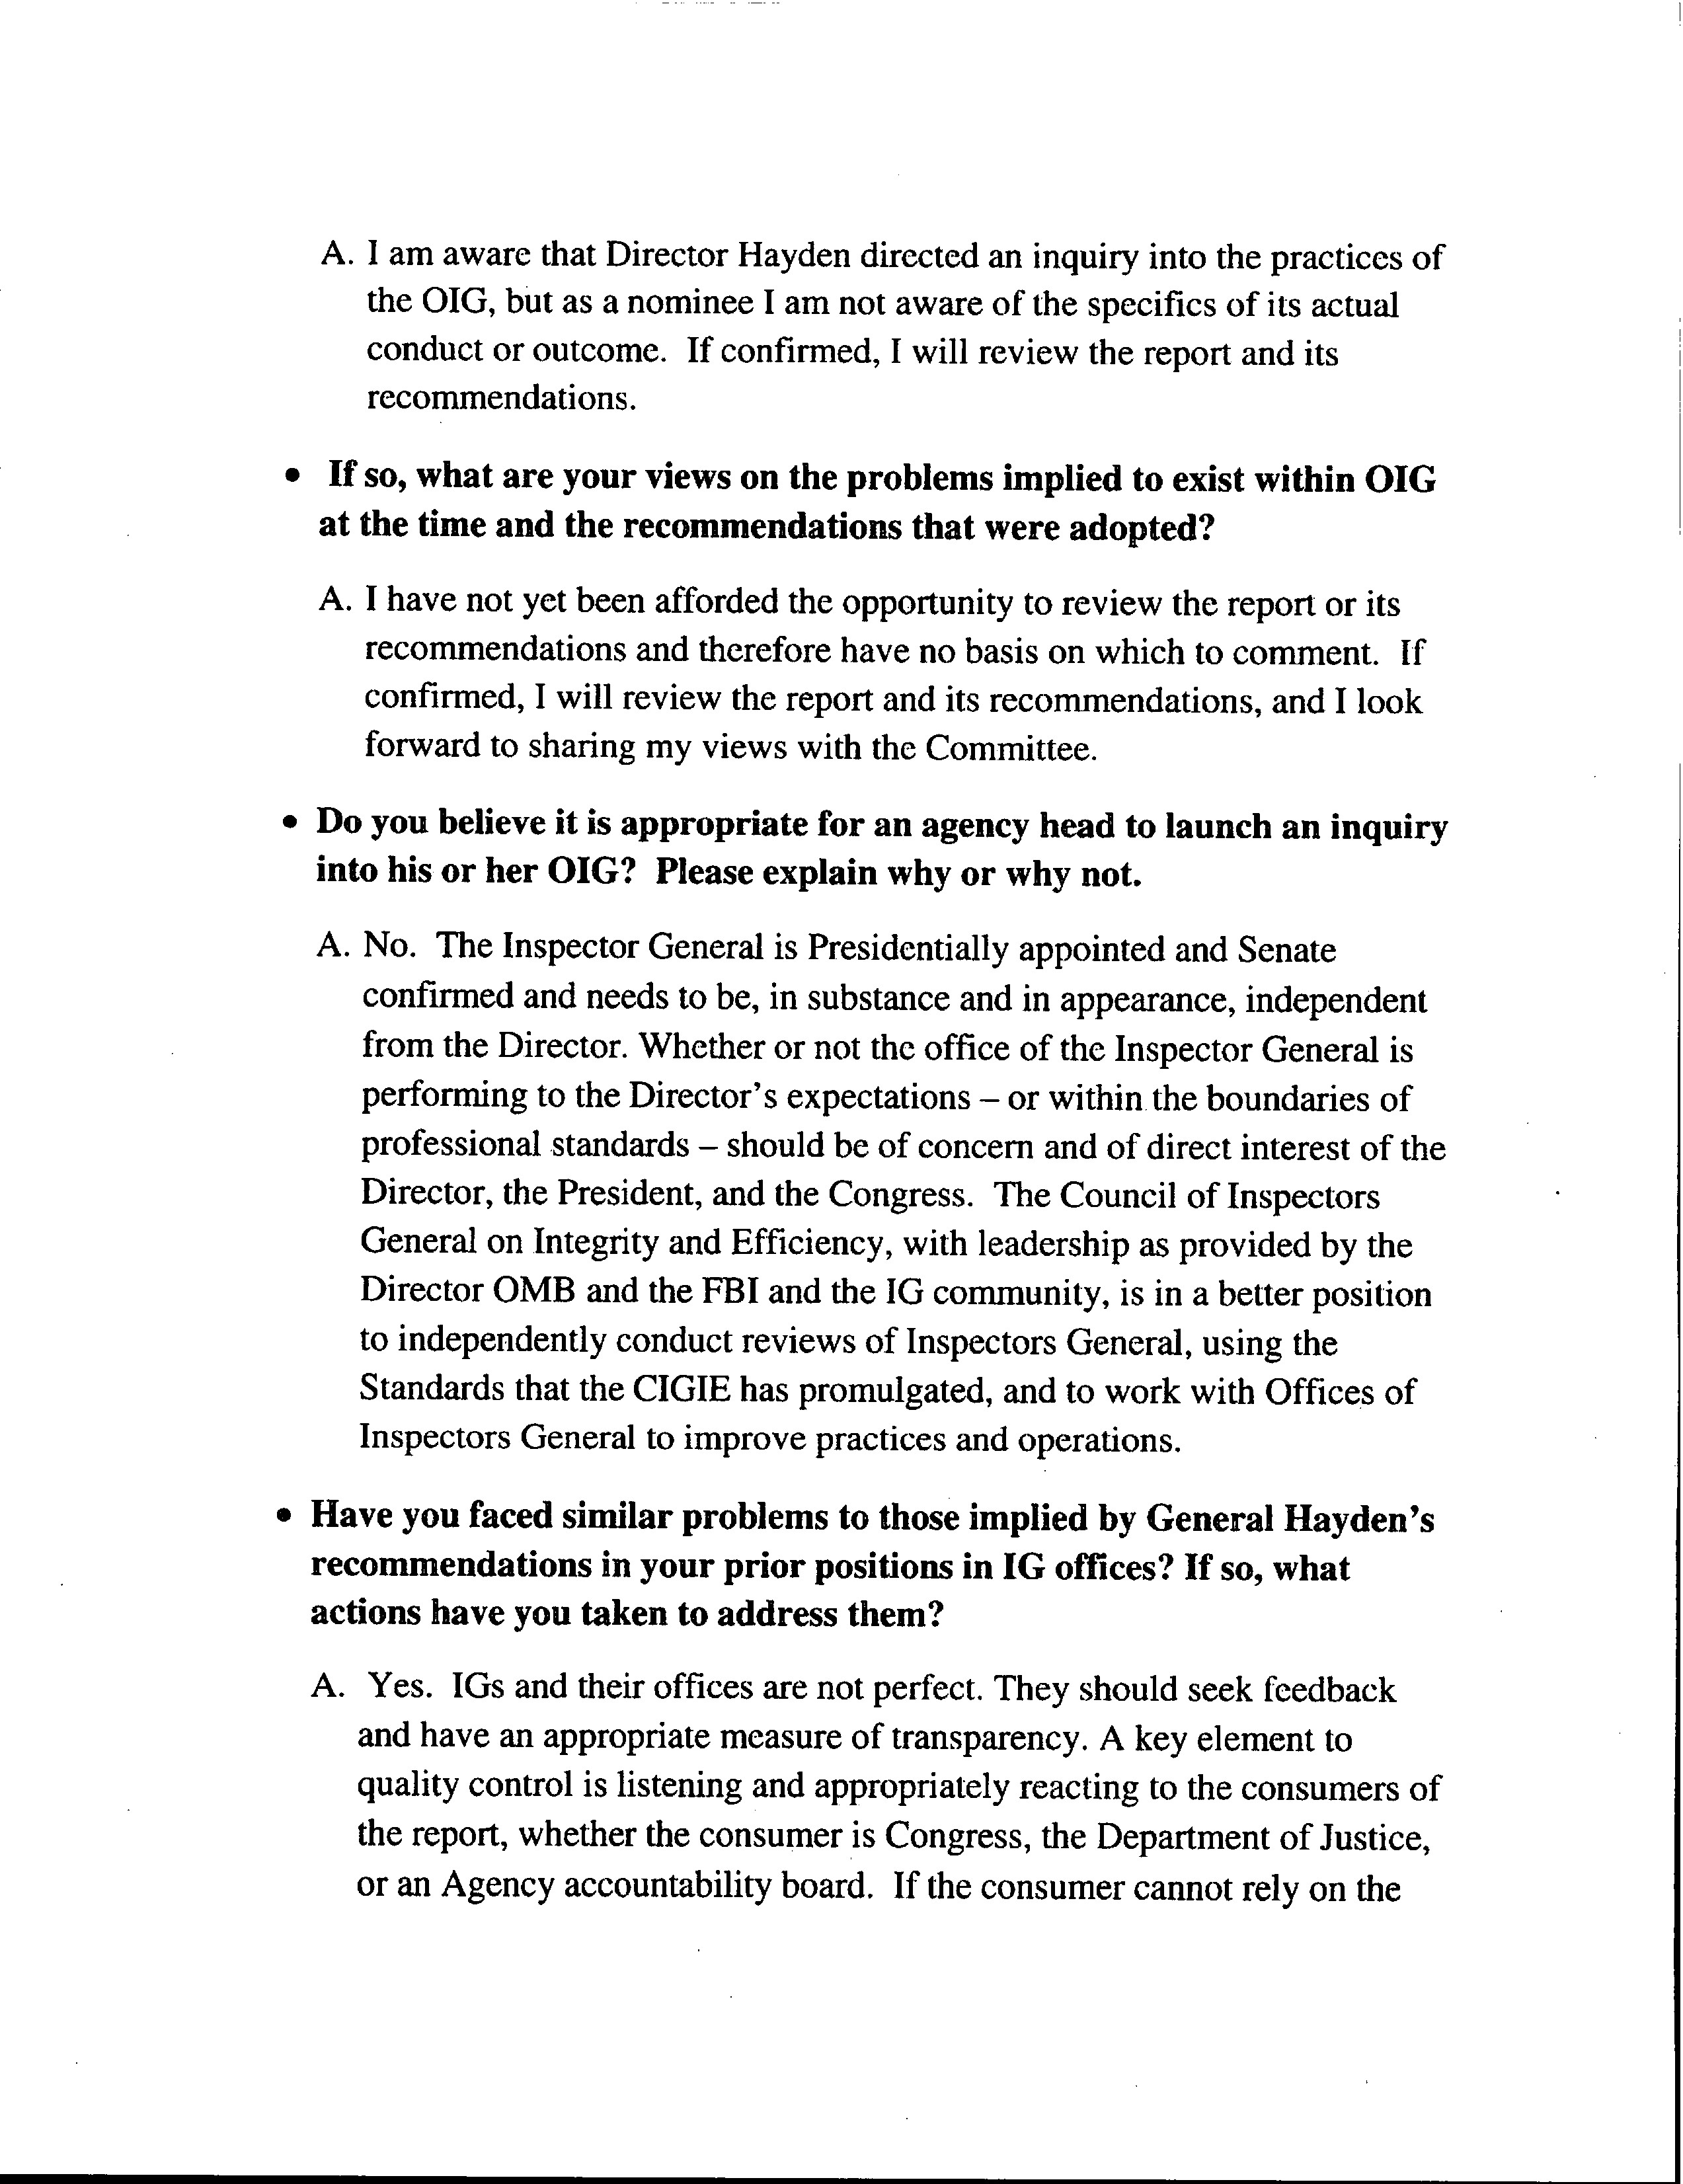 A. I am aware that Director Hayden directed an inquiry into the practices of
the OIG, but as a nominee I am not aware of the specifics of its actual
conduct or outcome. If confirmed, I will review the report and its
recommendations.
• If so, what are your views on the problems implied to exist within OIG
at the time and the recommendations that were adopted?
A. I have not yet been afforded the opportunity to review the report or its
recommendations and therefore have no basis on which to comment. If
confirmed, I will review the report and its recommendations, and I look
forward to sharing my views with the Committee.
• Do you believe it is appropriate for an agency head to launch an inquiry
into his or her OIG? Please explain why or why not.
A. No. The Inspector General is Presidentially appointed and Senate
confirmed and needs to be, in substance and in appearance, independent
from the Director. Whether or not the office of the Inspector General is
performing to the Director's expectations – or within the boundaries of
professional standards – should be of concern and of direct interest of the
Director, the President, and the Congress. The Council of Inspectors
General on Integrity and Efficiency, with leadership as provided by the
Director OMB and the FBI and the IG community, is in a better position
to independently conduct reviews of Inspectors General, using the
Standards that the CIGIE has promulgated, and to work with Offices of
Inspectors General to improve practices and operations.
• Have you faced similar problems to those implied by General Hayden's
recommendations in your prior positions in IG offices? If so, what
actions have you taken to address them?
A. Yes. IGs and their offices are not perfect. They should seek feedback
and have an appropriate measure of transparency. A key element to
quality control is listening and appropriately reacting to the consumers of
the report, whether the consumer is Congress, the Department of Justice,
or an Agency accountability board. If the consumer cannot rely on the